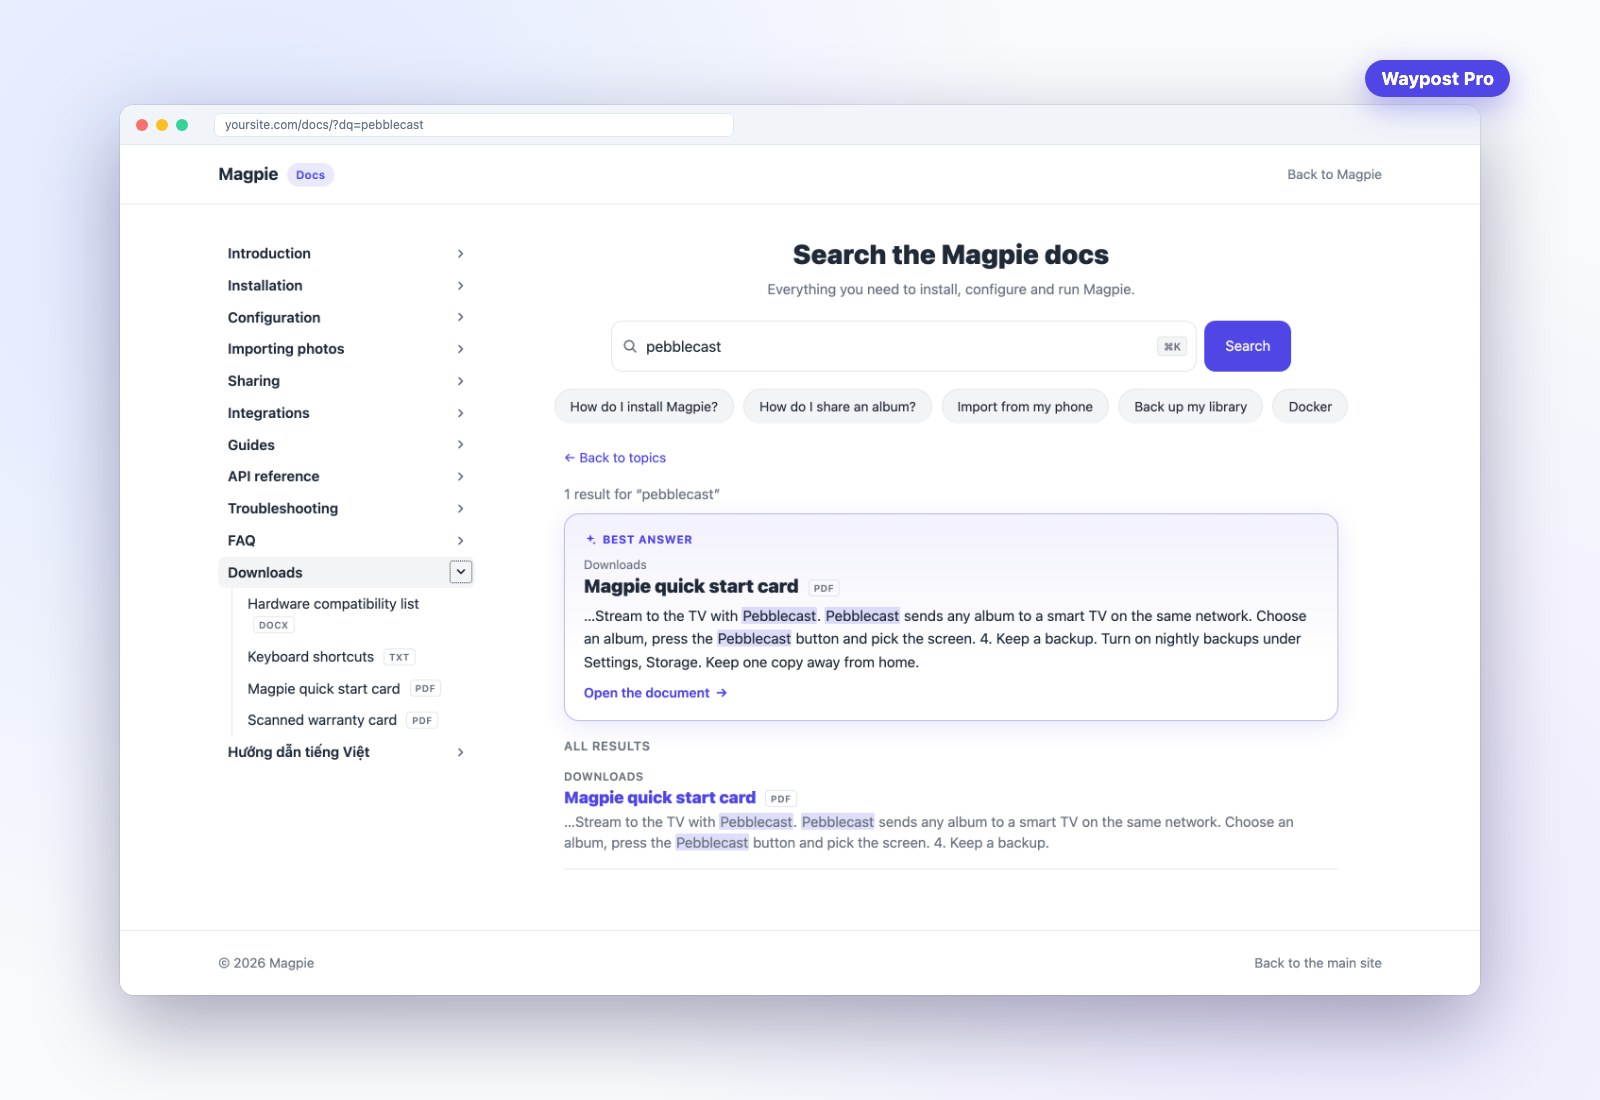 Waypost Pro
yoursite.com/docs/?dq=pebblecast
Magpie Docs
Back to Magpie
Introduction
Installation
Configuration
Importing photos
Sharing
Integrations
Guides
API reference
Troubleshooting
FAQ
Downloads
Hardware compatibility list
DOCX
Keyboard shortcuts TXT
Magpie quick start card PDF
Scanned warranty card PDF
Hướng dẫn tiếng Việt
Search the Magpie docs
Everything you need to install, configure and run Magpie.
pebblecast ⌘K Search
How do I install Magpie? How do I share an album? Import from my phone Back up my library Docker
← Back to topics
1 result for “pebblecast”
BEST ANSWER
Downloads
Magpie quick start card PDF
…Stream to the TV with Pebblecast. Pebblecast sends any album to a smart TV on the same network. Choose
an album, press the Pebblecast button and pick the screen. 4. Keep a backup. Turn on nightly backups under
Settings, Storage. Keep one copy away from home.
Open the document →
ALL RESULTS
DOWNLOADS
Magpie quick start card PDF
…Stream to the TV with Pebblecast. Pebblecast sends any album to a smart TV on the same network. Choose an
album, press the Pebblecast button and pick the screen. 4. Keep a backup.
© 2026 Magpie
Back to the main site